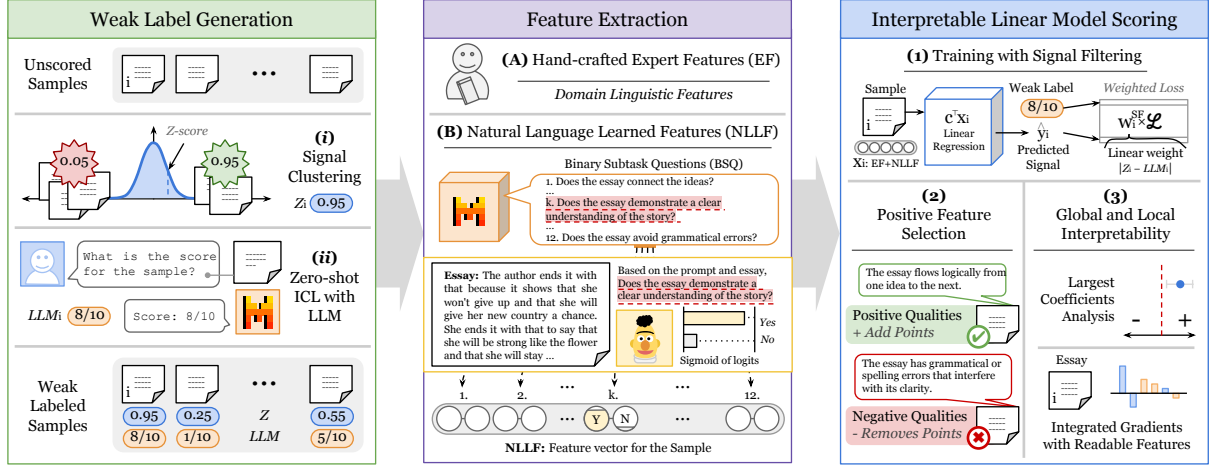 Weak Label Generation
Unscored
Samples
i
...
Z-score
0.05
0.95
(i)
Signal
Clustering
Zi 0.95
What is the score
for the sample?
(ii)
Zero-shot
ICL with
LLM
LLMi 8/10
Score: 8/10
Weak
Labeled
Samples
i
...
0.95 0.25 Z 0.55
8/10 1/10 LLM 5/10
Feature Extraction
(A) Hand-crafted Expert Features (EF)
Domain Linguistic Features
(B) Natural Language Learned Features (NLLF)
Binary Subtask Questions (BSQ)
1. Does the essay connect the ideas?
...
k. Does the essay demonstrate a clear
understanding of the story?
...
12. Does the essay avoid grammatical errors?
Essay: The author ends it with
that because it shows that she
won't give up and that she will
give her new country a chance.
She ends it with that to say that
she will be strong like the flower
and that she will stay ...
Based on the prompt and essay,
Does the essay demonstrate a
clear understanding of the story?
Yes
No
Sigmoid of logits
1. 2. ... k. ... 12.
... Y N ...
NLLF: Feature vector for the Sample
Interpretable Linear Model Scoring
(1) Training with Signal Filtering
Sample
i
Xi: EF+NLLF
c⊤xi
Linear
Regression
Weak Label
8/10
ŷi
Predicted
Signal
Weighted Loss
wiSF × ℒ
Linear weight
|Zi − LLMi|
(2)
Positive Feature
Selection
The essay flows logically from
one idea to the next.
Positive Qualities
+ Add Points
The essay has grammatical or
spelling errors that interfere
with its clarity.
Negative Qualities
- Removes Points
(3)
Global and Local
Interpretability
Largest
Coefficients
Analysis
- +
Essay
i
Integrated Gradients
with Readable Features